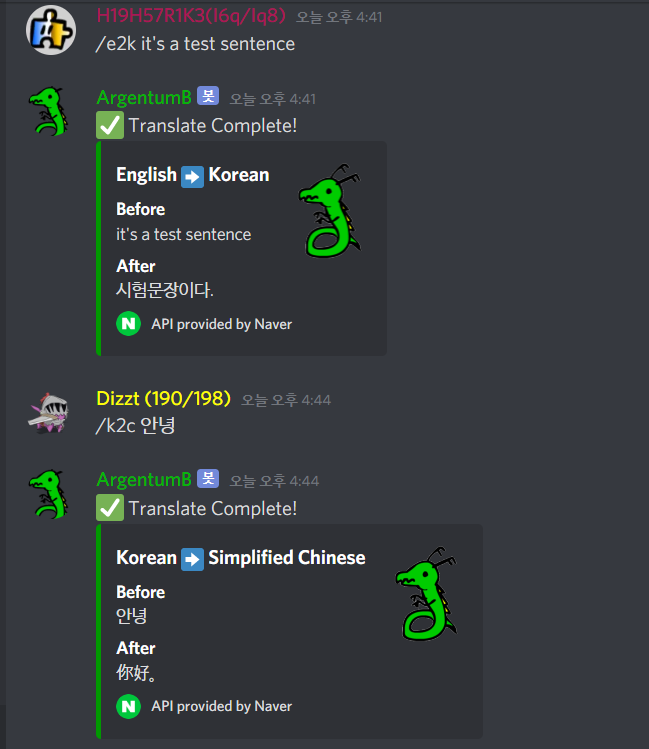 H19H57R1K3(l6q/lq8) 오늘 오후 4:41
/e2k it's a test sentence
ArgentumB 봇 오늘 오후 4:41
Translate Complete!
English Korean
Before
it's a test sentence
After
시험문장이다.
N API provided by Naver
Dizzt (190/198) 오늘 오후 4:44
/k2c 안녕
ArgentumB 봇 오늘 오후 4:44
Translate Complete!
Korean Simplified Chinese
Before
안녕
After
你好。
N API provided by Naver